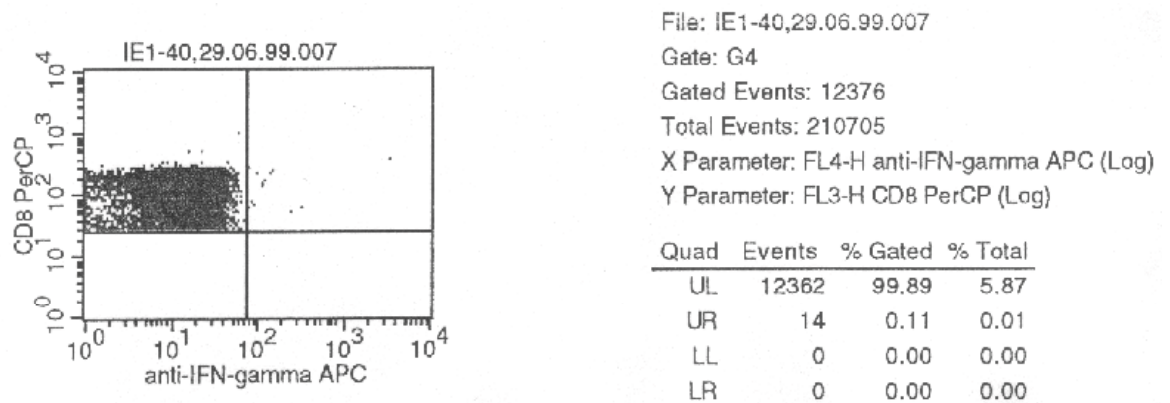 IE1-40,29.06.99.007
10^4
10^3
10^2
10^1
10^0
CD8 PerCP
10^0 10^1 10^2 10^3 10^4
anti-IFN-gamma APC
File: IE1-40,29.06.99.007
Gate: G4
Gated Events: 12376
Total Events: 210705
X Parameter: FL4-H anti-IFN-gamma APC (Log)
Y Parameter: FL3-H CD8 PerCP (Log)
Quad Events % Gated % Total
UL 12362 99.89 5.87
UR 14 0.11 0.01
LL 0 0.00 0.00
LR 0 0.00 0.00